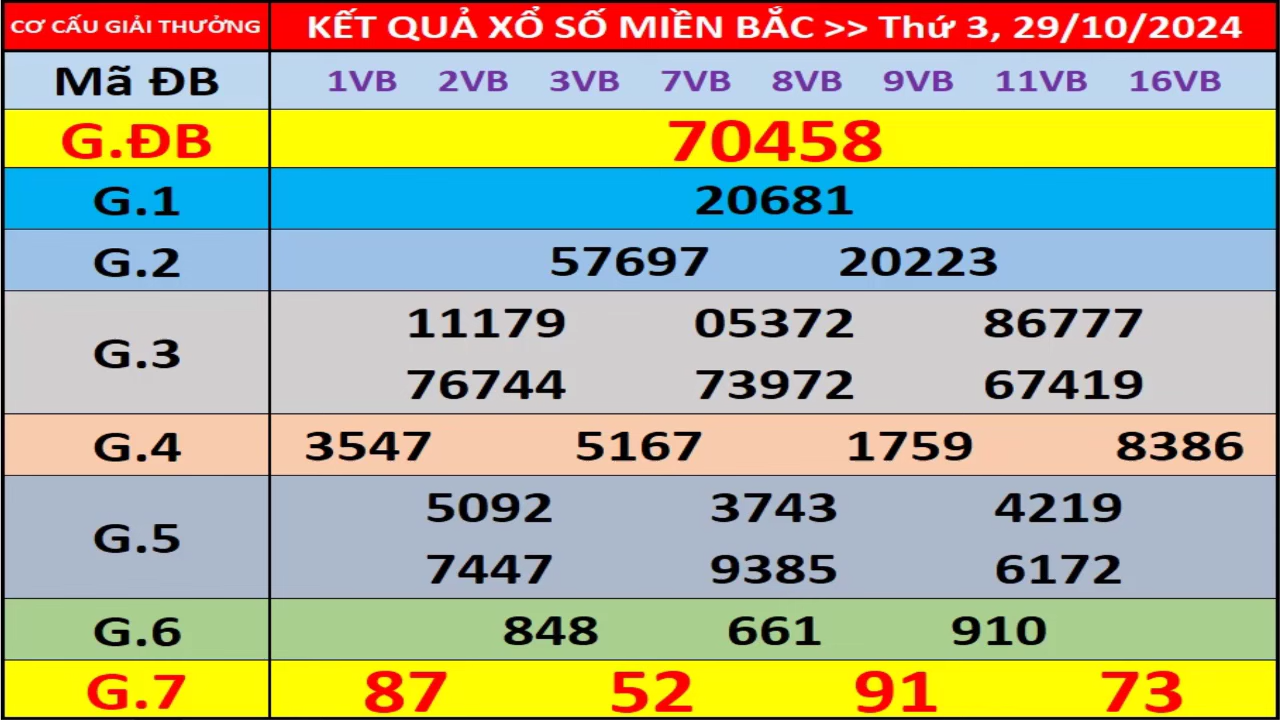 CƠ CẤU GIẢI THƯỞNG KẾT QUẢ XỔ SỐ MIỀN BẮC >> Thứ 3, 29/10/2024
Mã ĐB 1VB 2VB 3VB 7VB 8VB 9VB 11VB 16VB
G.ĐB 70458
G.1 20681
G.2 57697 20223
G.3 11179 05372 86777
76744 73972 67419
G.4 3547 5167 1759 8386
G.5 5092 3743 4219
7447 9385 6172
G.6 848 661 910
G.7 87 52 91 73